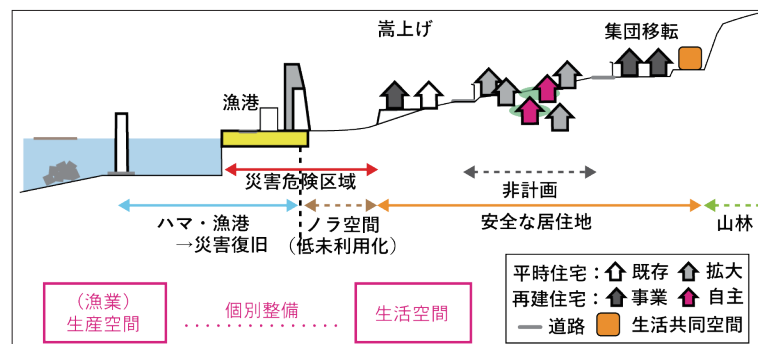 嵩上げ
集団移転
漁港
災害危険区域
非計画
ハマ・漁港
→災害復旧
ノラ空間
（低未利用化）
安全な居住地
山林
平時住宅：既存 拡大
再建住宅：事業 自主
道路 生活共同空間
（漁業）
生産空間
個別整備
生活空間